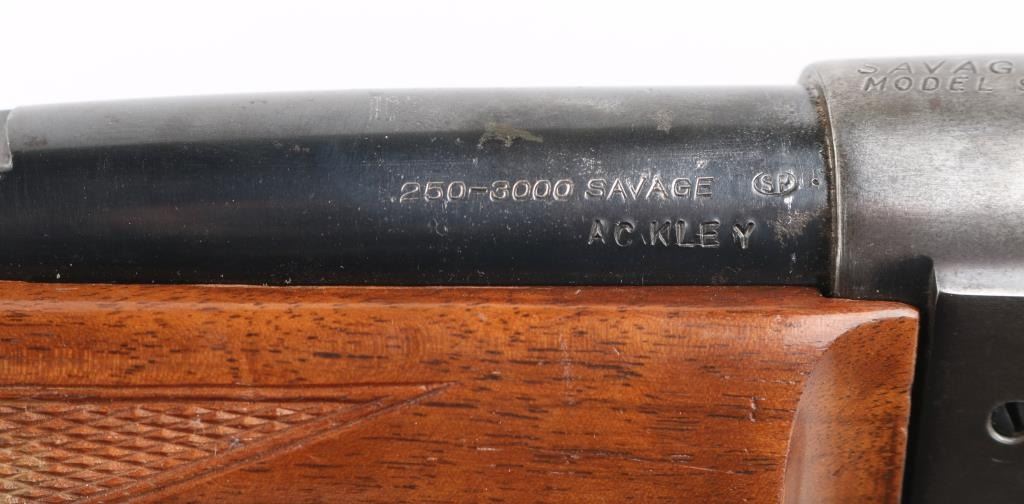 SAVAG
MODEL
.250-3000 SAVAGE SP
ACKLEY